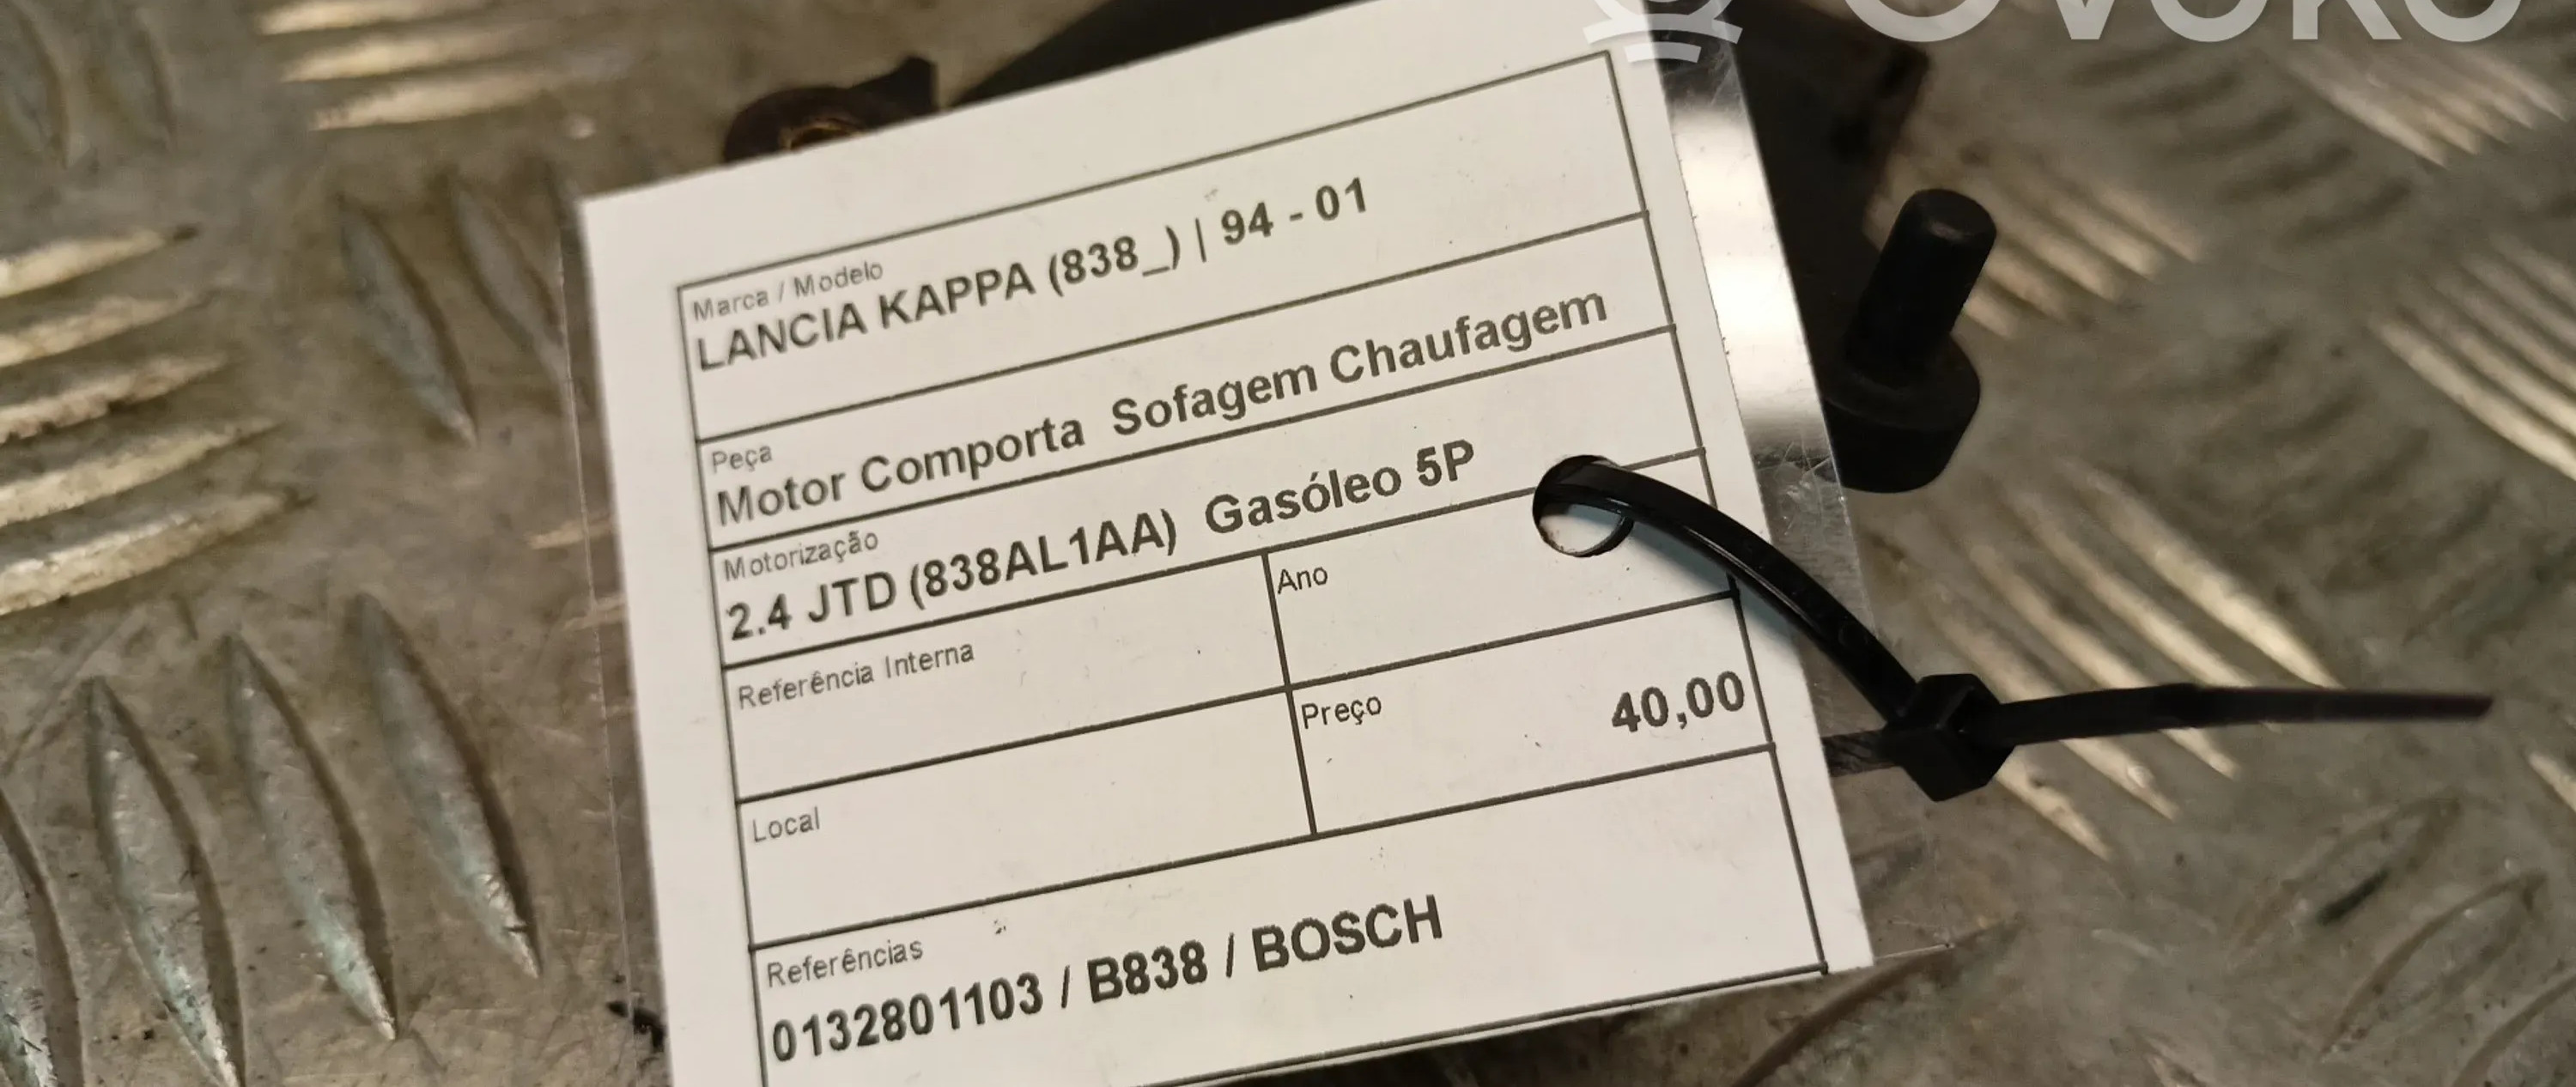 Marca / Modelo
LANCIA KAPPA (838_) | 94 - 01
Peça
Motor Comporta  Sofagem Chaufagem
Motorização
2.4 JTD (838AL1AA)  Gasóleo 5P
Referência Interna
Ano
Local
Preço
40,00
Referências
0132801103 / B838 / BOSCH